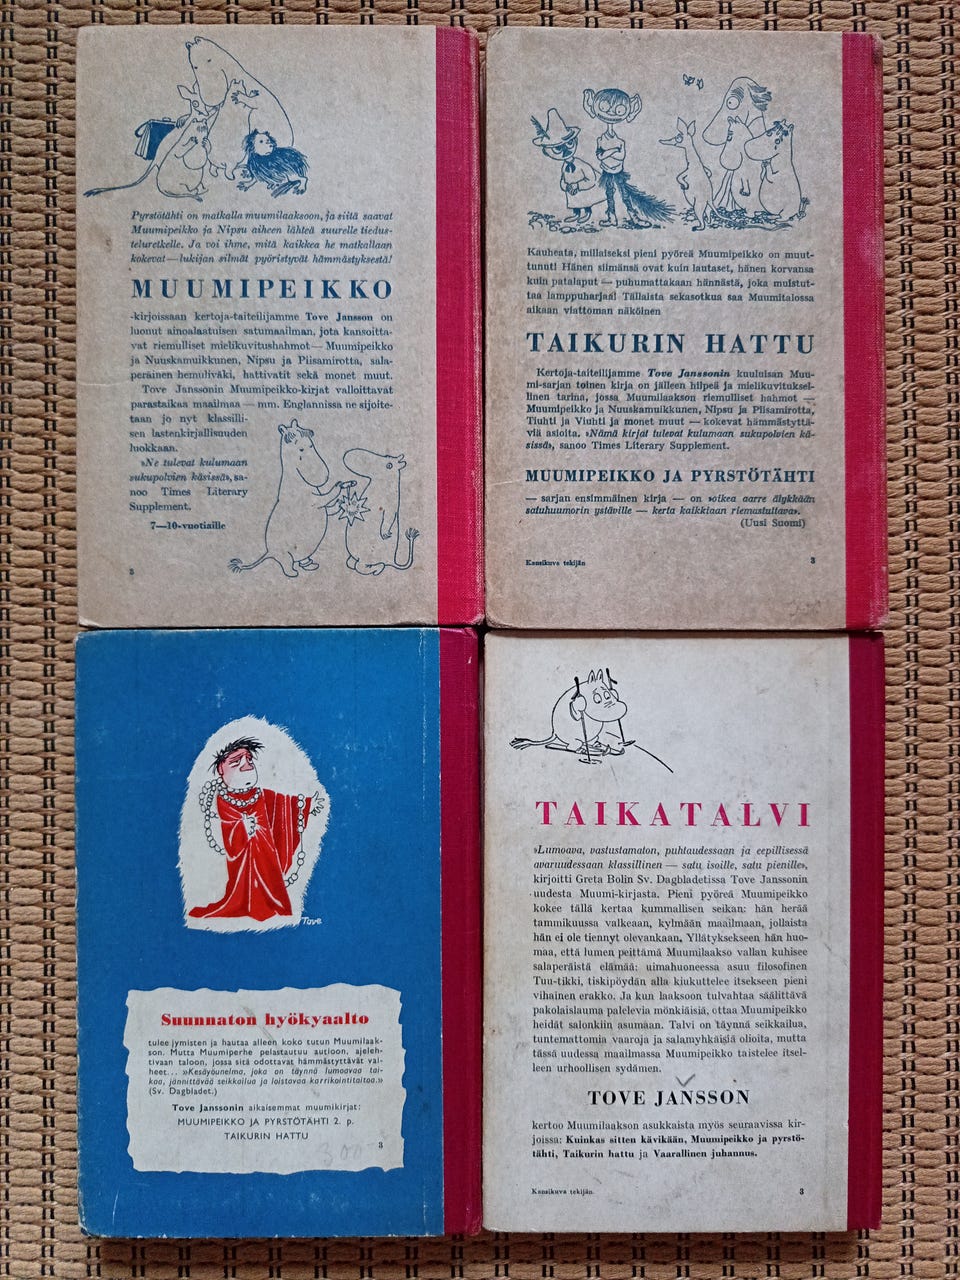 Pyrstötähti on matkalla muumilaaksoon, ja siitä saavat
Muumipeikko ja Nipsu aiheen lähteä suurelle tiedus-
teluretkelle. Ja voi ihme, mitä kaikkea he matkallaan
kokevat — lukijan silmät pyöristyvät hämmästyksestä!
MUUMIPEIKKO
-kirjoissaan kertoja-taiteilijamme Tove Jansson on
luonut ainoalaatuisen satumaailman, jota kansoitta-
vat riemulliset mielikuvitushahmot — Muumipeikko
ja Nuuskamuikkunen, Nipsu ja Piisamirotta, sala-
peräinen hemuliväki, hattivatit sekä monet muut.
Tove Janssonin Muumipeikko-kirjat valloittavat
parastaikaa maailmaa — mm. Englannissa ne sijoite-
taan jo nyt klassilli-
sen lastenkirjallisuuden
luokkaan.
»Ne tulevat kulumaan
sukupolvien käsissä», sa-
noo Times Literary
Supplement.
7—10-vuotiaille
3
Kauheata, millaiseksi pieni pyöreä Muumipeikko on muut-
tunut! Hänen silmänsä ovat kuin lautaset, hänen korvansa
kuin patalaput — puhumattakaan hännästä, joka muistut-
taa lamppuharjaa! Tällaista sekasotkua saa Muumitalossa
aikaan viattoman näköinen
TAIKURIN HATTU
Kertoja-taiteilijamme Tove Janssonin kuuluisan Muu-
mi-sarjan toinen kirja on jälleen hilpeä ja mielikuvituksel-
linen tarina, jossa Muumilaakson riemulliset hahmot —
Muumipeikko ja Nuuskamuikkunen, Nipsu ja Piisamirotta,
Tiuhti ja Viuhti ja monet muut — kokevat hämmästyttä-
viä asioita. »Nämä kirjat tulevat kulumaan sukupolvien kä-
sissä», sanoo Times Literary Supplement.
MUUMIPEIKKO JA PYRSTÖTÄHTI
— sarjan ensimmäinen kirja — on »oikea aarre älykkään
satuhuumorin ystäville — kerta kaikkiaan riemastuttava».
(Uusi Suomi)
Kansikuva tekijän
3
Tove
Suunnaton hyökyaalto
tulee jymisten ja hautaa alleen koko tutun Muumilaak-
son. Mutta Muumiperhe pelastautuu autioon, ajeleh-
tivaan taloon, jossa sitä odottavat hämmästyttävät vai-
heet... »Kesäyöunelma, joka on täynnä lumoavaa tai-
kaa, jännittävää seikkailua ja loistavaa karrikointitaitoa.»
(Sv. Dagbladet.)
Tove Janssonin aikaisemmat muumikirjat:
MUUMIPEIKKO JA PYRSTÖTÄHTI 2. p.
TAIKURIN HATTU
3
TAIKATALVI
»Lumoava, vastustamaton, puhtaudessaan ja eepillisessä
avaruudessaan klassillinen — satu isoille, satu pienille»,
kirjoitti Greta Bolin Sv. Dagbladetissa Tove Janssonin
uudesta Muumi-kirjasta. Pieni pyöreä Muumipeikko
kokee tällä kertaa kummallisen seikan: hän herää
tammikuussa valkeaan, kylmään maailmaan, jollaista
hän ei ole tiennyt olevankaan. Yllätyksekseen hän huo-
maa, että lumen peittämä Muumilaakso vallan kuhisee
salaperäistä elämää: uimahuoneessa asuu filosofinen
Tuu-tikki, tiskipöydän alla kiukuttelee itsekseen pieni
vihainen erakko. Ja kun laaksoon tulvahtaa säälittävä
pakolaislauma palelevia mönkiäisiä, ottaa Muumipeikko
heidät salonkiin asumaan. Talvi on täynnä seikkailua,
tuntemattomia vaaroja ja salamyhkäisiä olioita, mutta
tässä uudessa maailmassa Muumipeikko taistelee itsel-
leen urhoollisen sydämen.
TOVE JANSSON
kertoo Muumilaakson asukkaista myös seuraavissa kir-
joissa: Kuinkas sitten kävikään, Muumipeikko ja pyrstö-
tähti, Taikurin hattu ja Vaarallinen juhannus.
Kansikuva tekijän
3